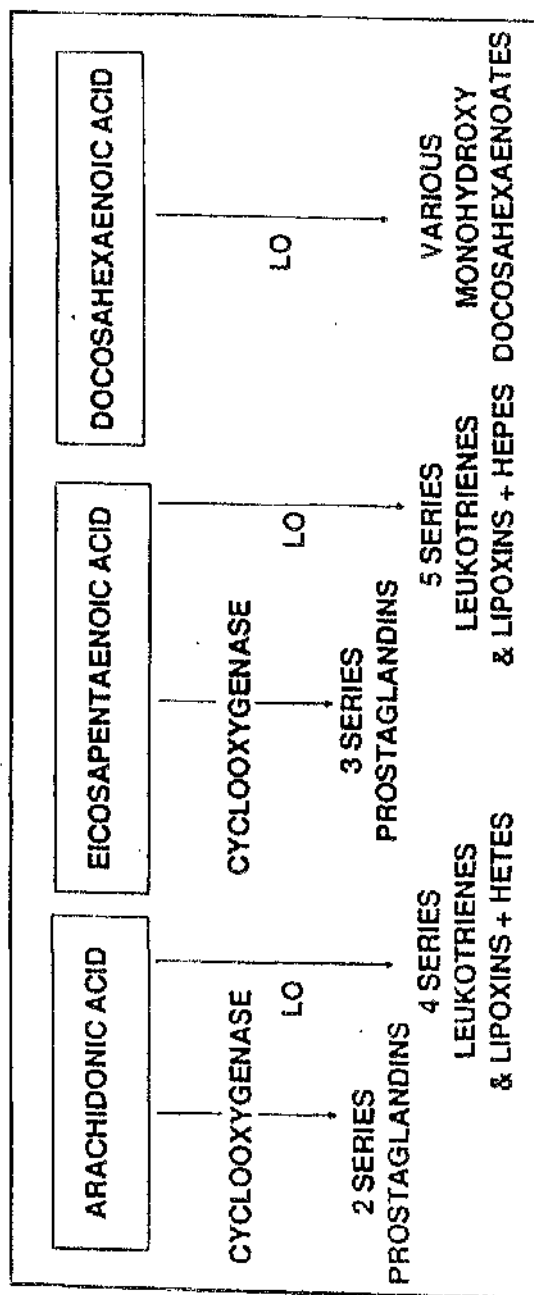 ARACHIDONIC ACID
CYCLOOXYGENASE
LO
2 SERIES
PROSTAGLANDINS
4 SERIES
LEUKOTRIENES
& LIPOXINS + HETES
EICOSAPENTAENOIC ACID
CYCLOOXYGENASE
LO
3 SERIES
PROSTAGLANDINS
5 SERIES
LEUKOTRIENES
& LIPOXINS + HEPES
DOCOSAHEXAENOIC ACID
LO
VARIOUS
MONOHYDROXY
DOCOSAHEXAENOATES